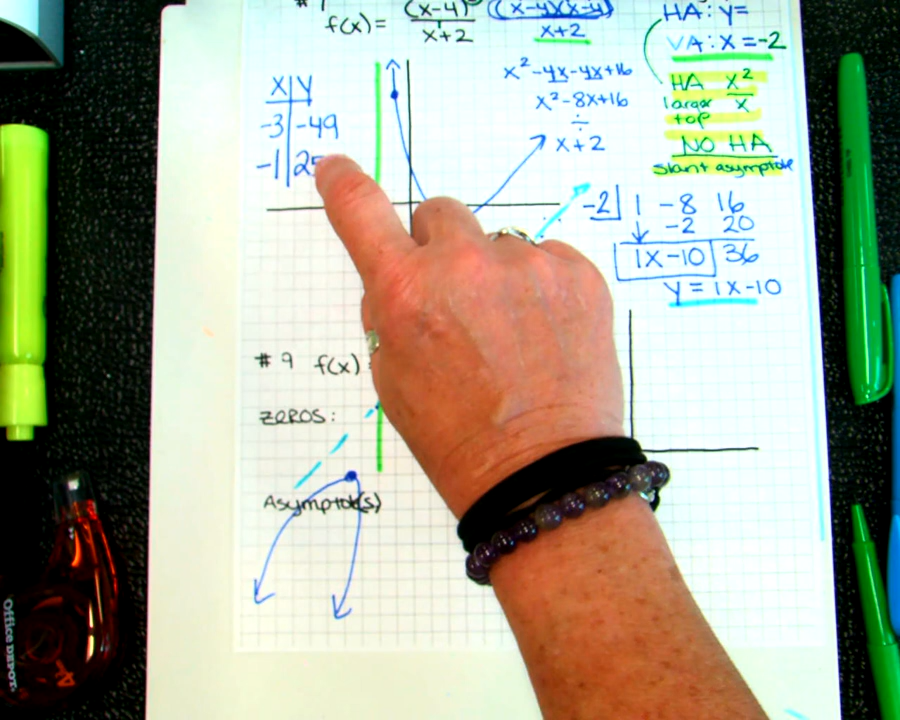 f(x) = (x-4) / x+2 ((x-4)(x-4) / x+2
HA: y=
VA: x = -2
x² -4x -4x +16
x² -8x +16
÷
x+2
HA x²/x
larger
top
NO HA
slant asymptote
x | y
-3 | -49
-1 | 25
-2 | 1 -8 16
-2 20
1x -10 | 36
y = 1x -10
# 9 f(x)
zeros:
Asymptote(s)
Office DEPOT